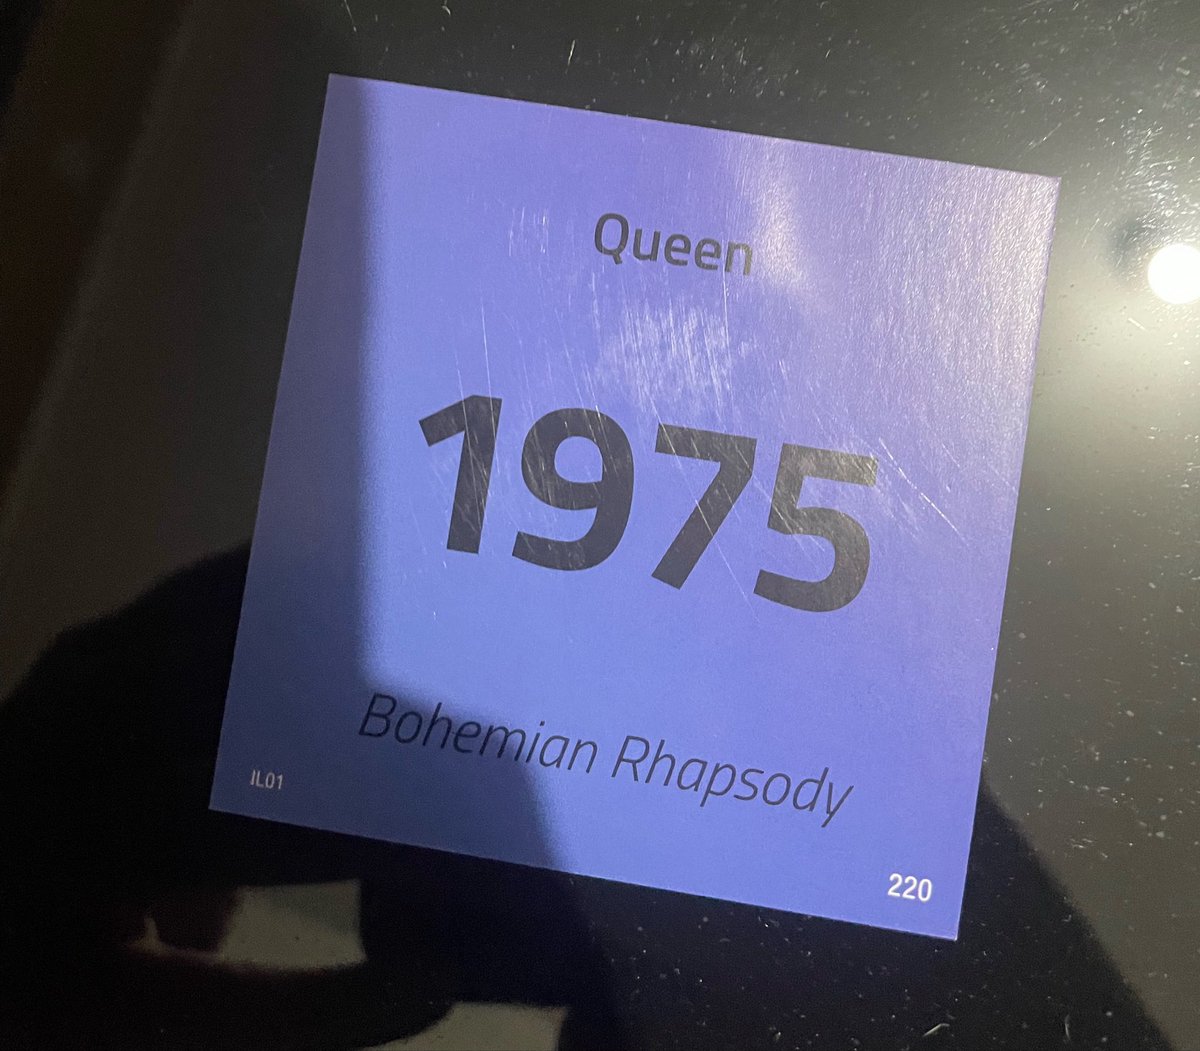 Queen
1975
Bohemian Rhapsody
IL01
220